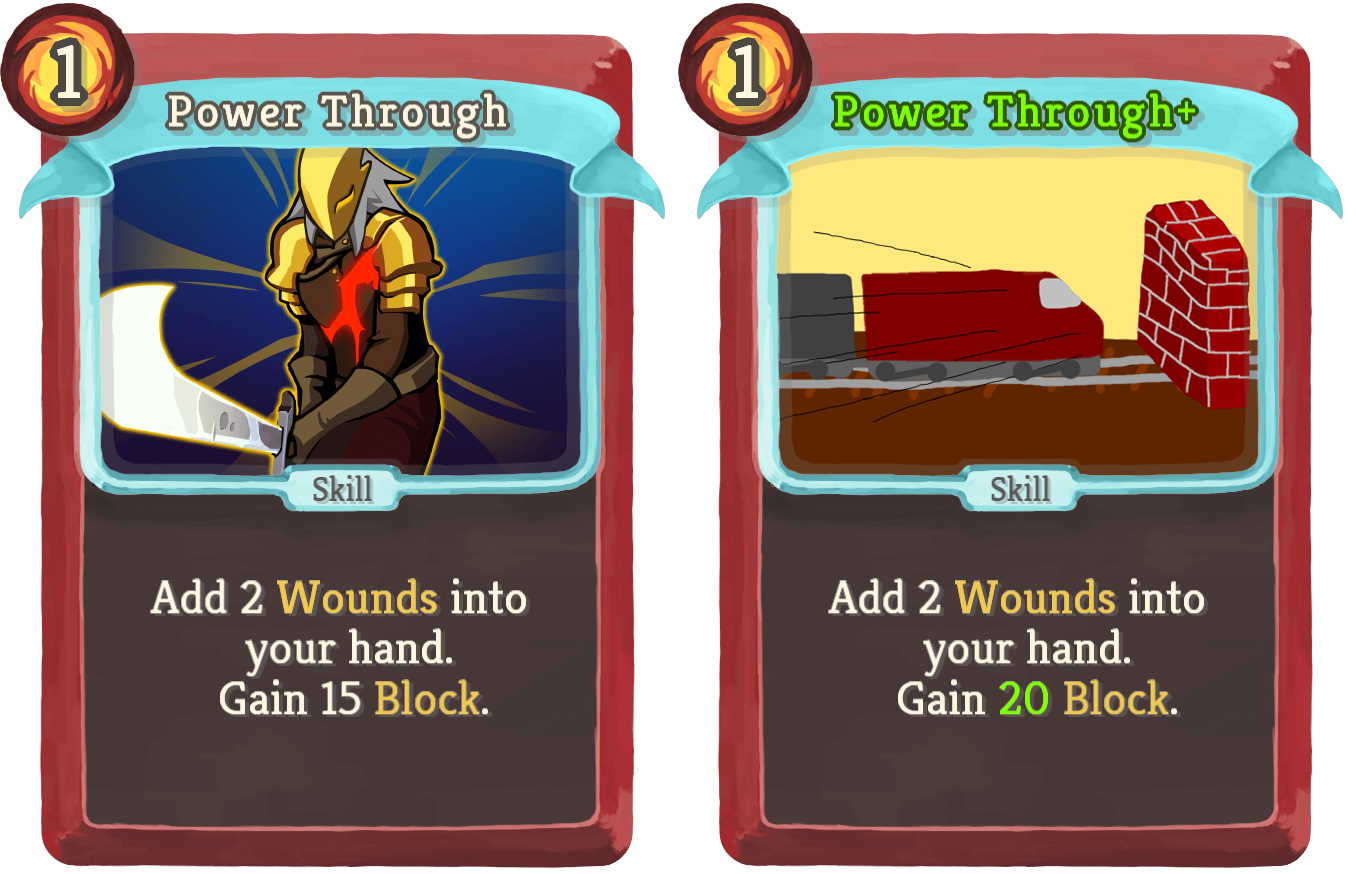 1
Power Through
Skill
Add 2 Wounds into
your hand.
Gain 15 Block.
1
Power Through+
Skill
Add 2 Wounds into
your hand.
Gain 20 Block.